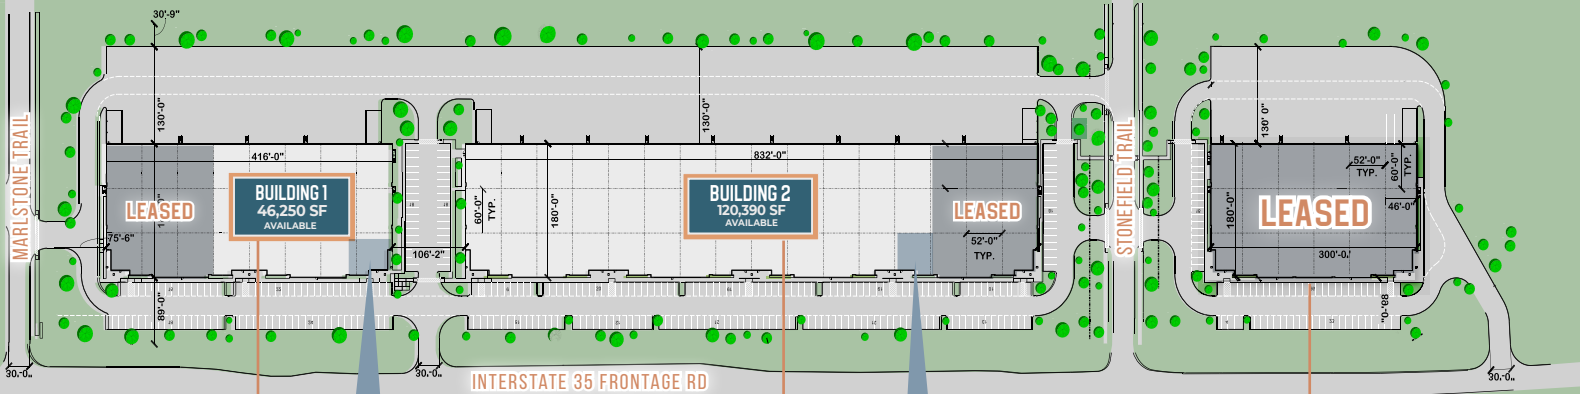 30'-9"
130'-0"
130'-0"
130' 0"
MARLSTONE TRAIL
STONEFIELD TRAIL
416'-0"
832'-0"
52'-0"
TYP.
60'-0"
TYP.
BUILDING 1
46,250 SF
AVAILABLE
BUILDING 2
120,390 SF
AVAILABLE
LEASED
LEASED
LEASED
60'-0"
TYP.
180'-0"
180'-0"
46'-0"
75'-6"
106'-2"
52'-0"
TYP.
300'-0"
89'-0"
89'-0"
30'-0"
30'-0"
INTERSTATE 35 FRONTAGE RD
30'-0"